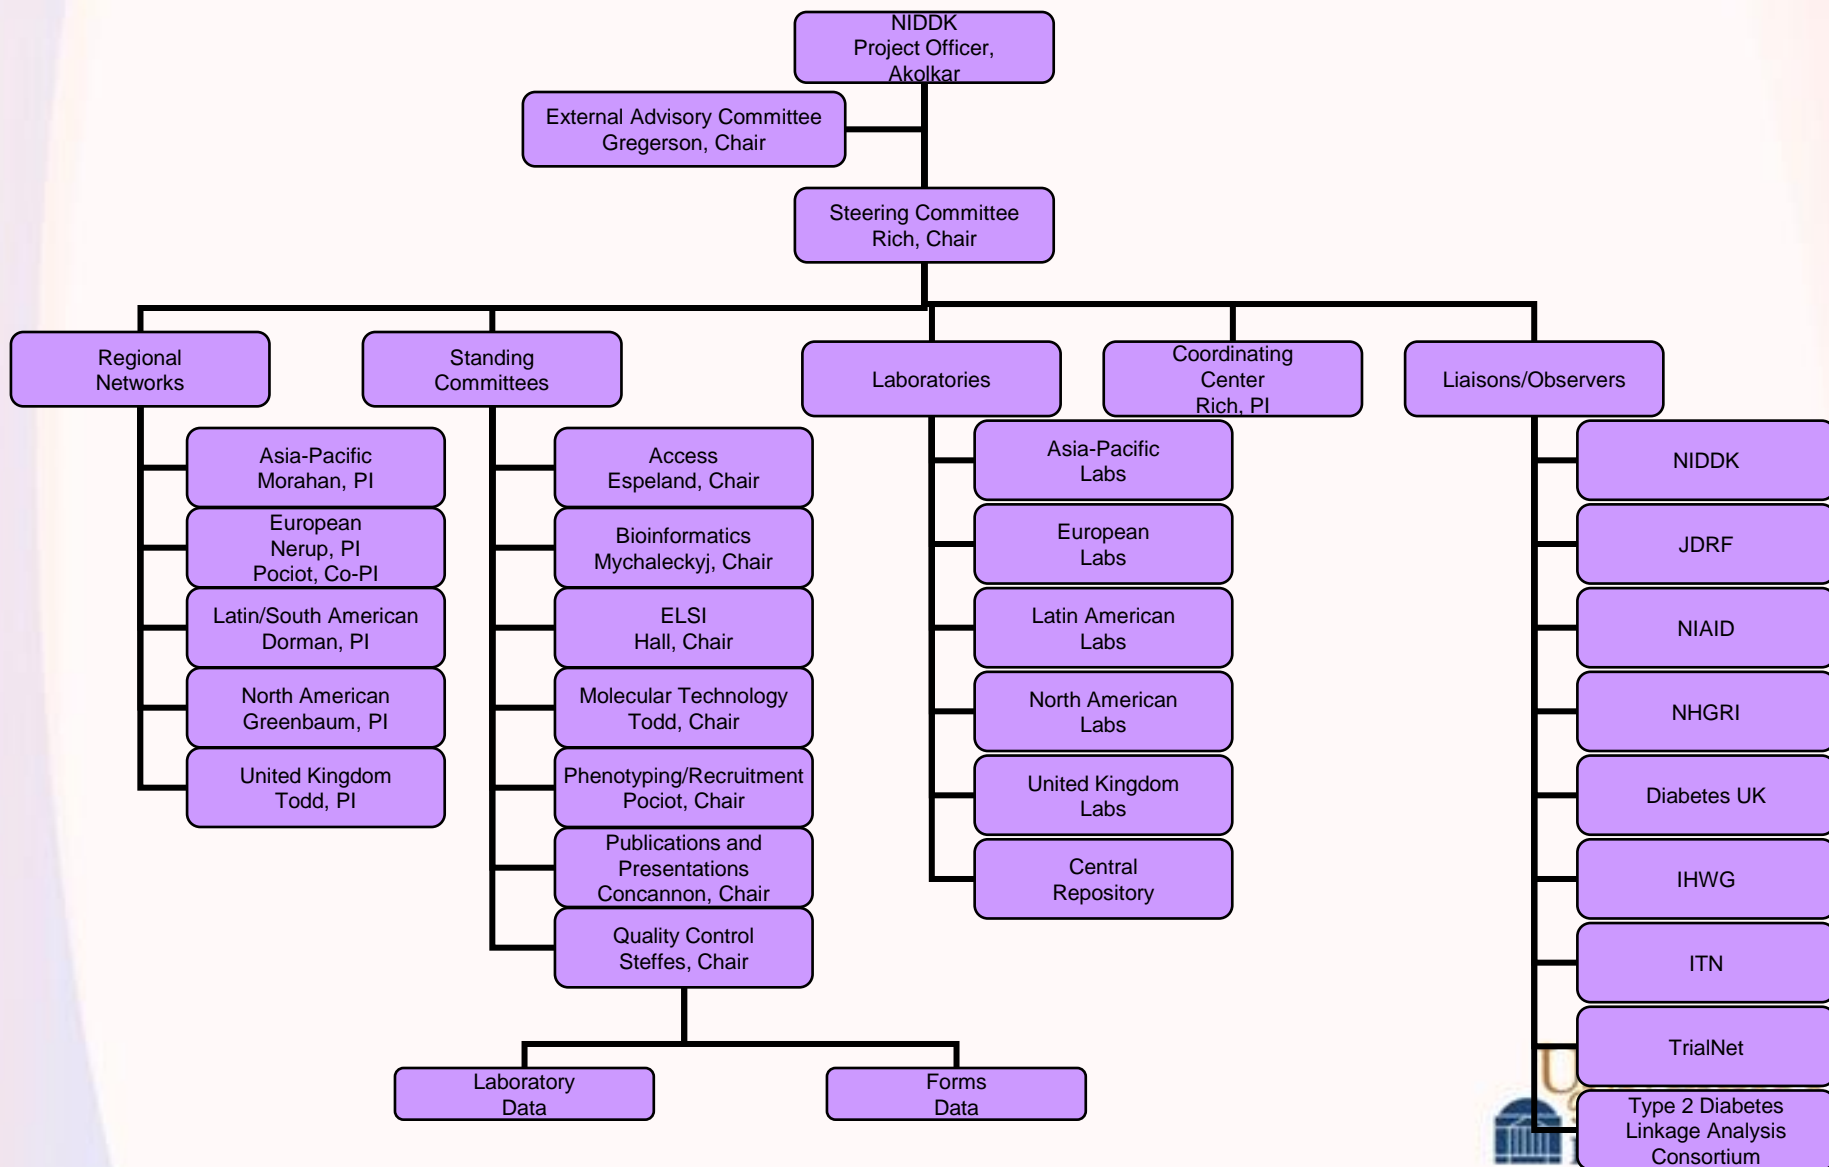 NIDDK
Project Officer,
Akolkar
External Advisory Committee
Gregerson, Chair
Steering Committee
Rich, Chair
Regional
Networks
Standing
Committees
Laboratories
Coordinating
Center
Rich, PI
Liaisons/Observers
Asia-Pacific
Morahan, PI
European
Nerup, PI
Pociot, Co-PI
Latin/South American
Dorman, PI
North American
Greenbaum, PI
United Kingdom
Todd, PI
Access
Espeland, Chair
Bioinformatics
Mychaleckyj, Chair
ELSI
Hall, Chair
Molecular Technology
Todd, Chair
Phenotyping/Recruitment
Pociot, Chair
Publications and
Presentations
Concannon, Chair
Quality Control
Steffes, Chair
Laboratory
Data
Forms
Data
Asia-Pacific
Labs
European
Labs
Latin American
Labs
North American
Labs
United Kingdom
Labs
Central
Repository
NIDDK
JDRF
NIAID
NHGRI
Diabetes UK
IHWG
ITN
TrialNet
Type 2 Diabetes
Linkage Analysis
Consortium